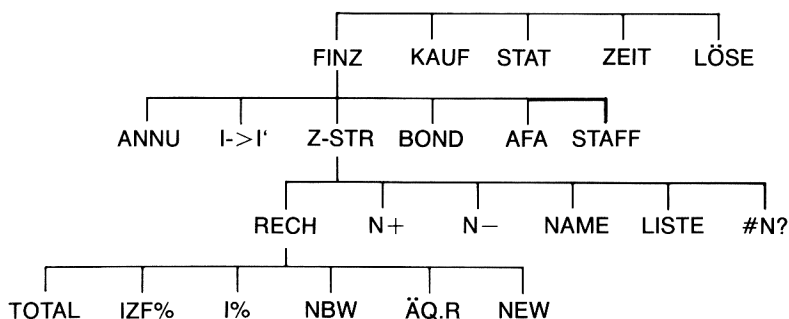 FINZ KAUF STAT ZEIT LÖSE
ANNU I->I‘ Z-STR BOND AFA STAFF
RECH N+ N− NAME LISTE #N?
TOTAL IZF% I% NBW ÄQ.R NEW